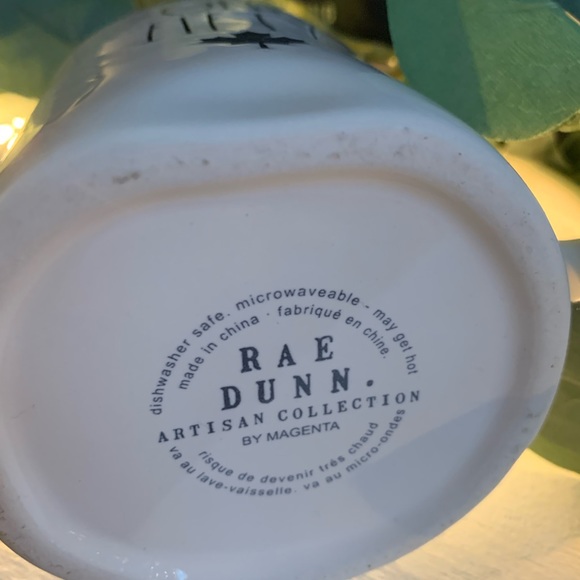 dishwasher safe. microwaveable - may get hot
made in china · fabriqué en chine.
RAE
DUNN.
ARTISAN COLLECTION
BY MAGENTA
risque de devenir très chaud
va au lave-vaisselle. va au micro-ondes